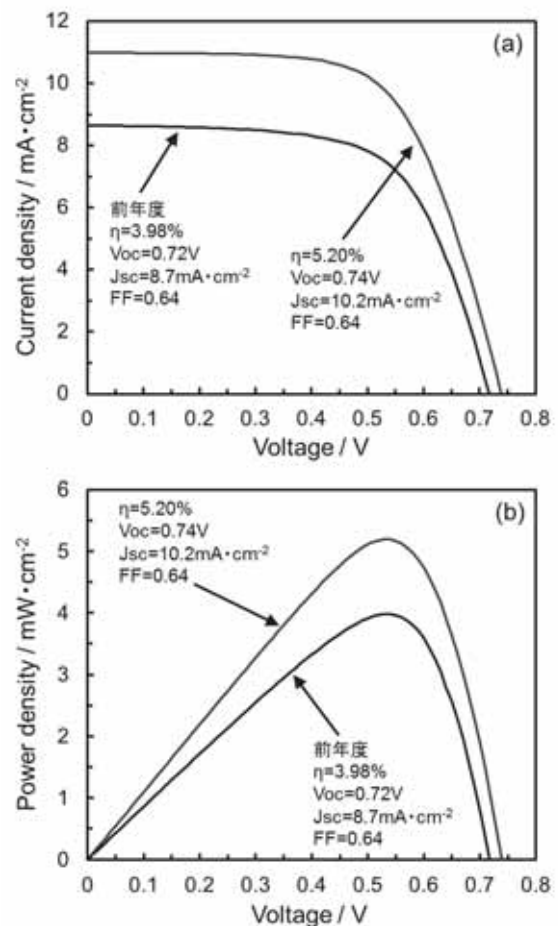 (a)
12
10
8
6
4
2
0
Current density / mA・cm-2
前年度
η=3.98%
Voc=0.72V
Jsc=8.7mA・cm-2
FF=0.64
η=5.20%
Voc=0.74V
Jsc=10.2mA・cm-2
FF=0.64
0 0.1 0.2 0.3 0.4 0.5 0.6 0.7 0.8
Voltage / V
(b)
6
5
4
3
2
1
0
Power density / mW・cm-2
η=5.20%
Voc=0.74V
Jsc=10.2mA・cm-2
FF=0.64
前年度
η=3.98%
Voc=0.72V
Jsc=8.7mA・cm-2
FF=0.64
0 0.1 0.2 0.3 0.4 0.5 0.6 0.7 0.8
Voltage / V